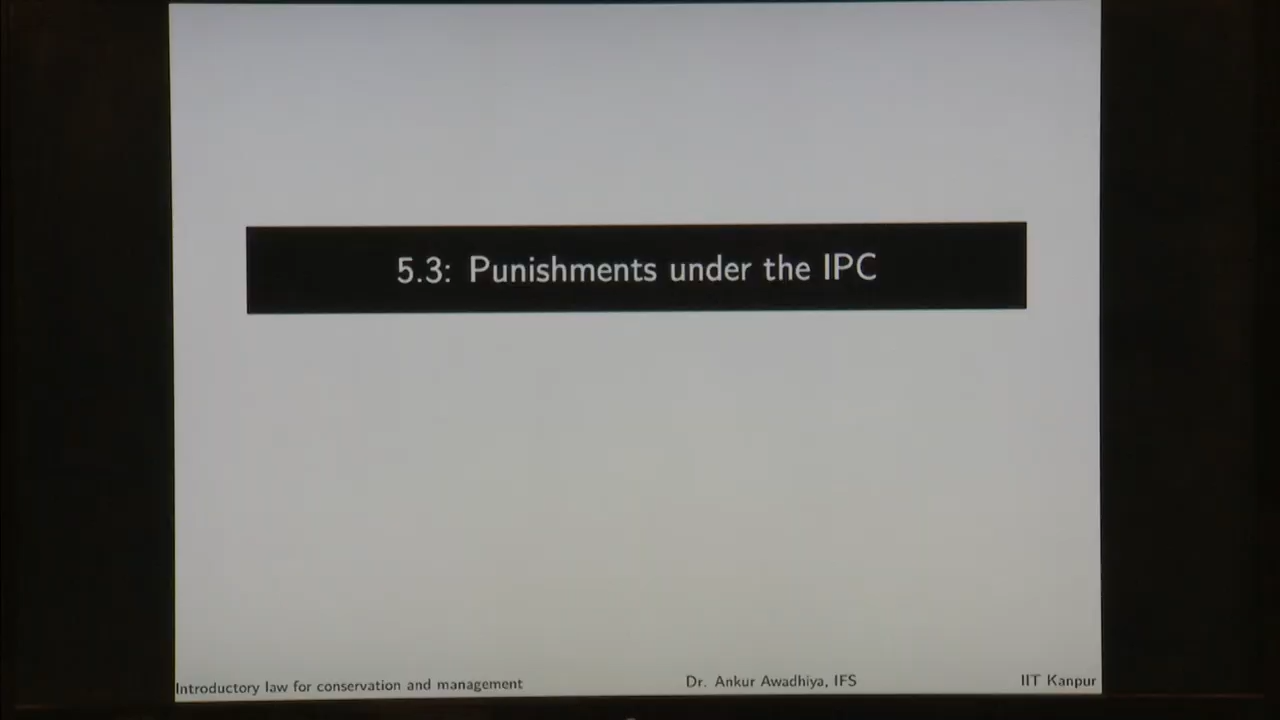 5.3: Punishments under the IPC
Introductory law for conservation and management Dr. Ankur Awadhiya, IFS IIT Kanpur